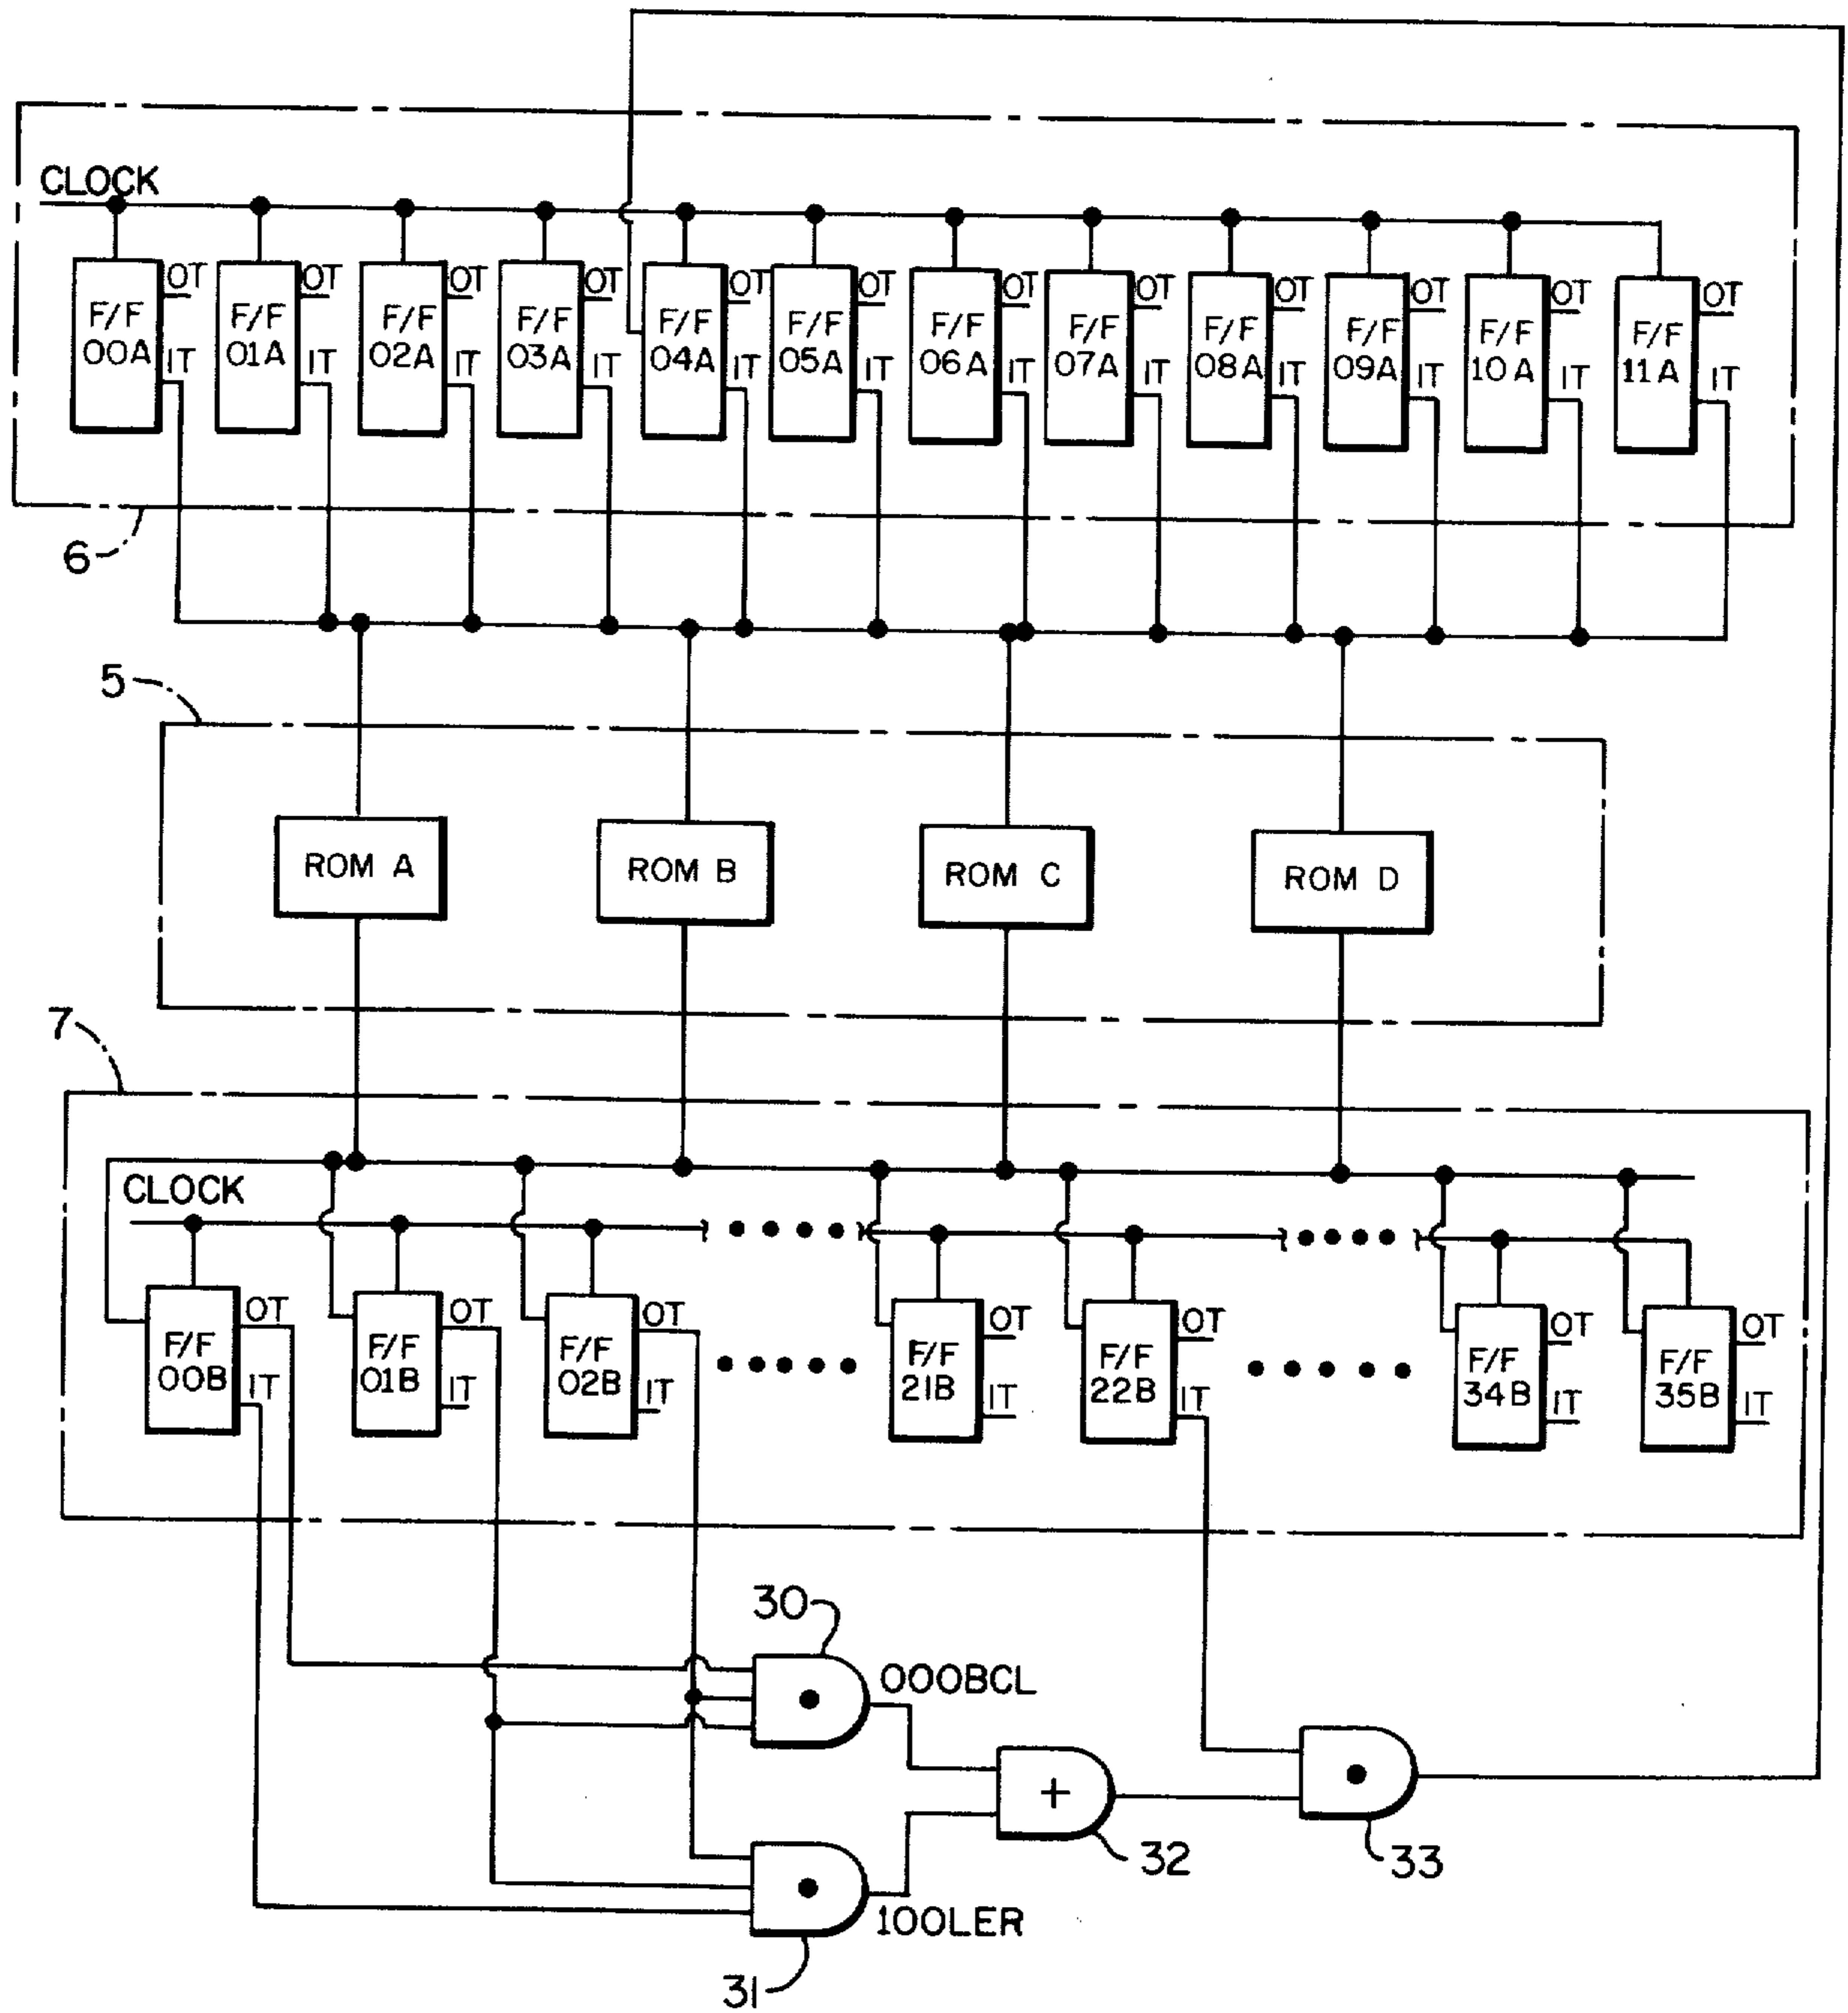 CLOCK
OT OT OT OT OT OT OT OT OT OT OT OT
F/F F/F F/F F/F F/F F/F F/F F/F F/F F/F F/F F/F
00A 01A 02A 03A 04A 05A 06A 07A 08A 09A 10A 11A
IT IT IT IT IT IT IT IT IT IT IT IT
6
5
ROM A ROM B ROM C ROM D
7
CLOCK
OT OT OT OT OT OT OT
F/F F/F F/F F/F F/F F/F F/F
00B 01B 02B 21B 22B 34B 35B
IT IT IT IT IT IT IT
30
000BCL
+
32
33
100LER
31